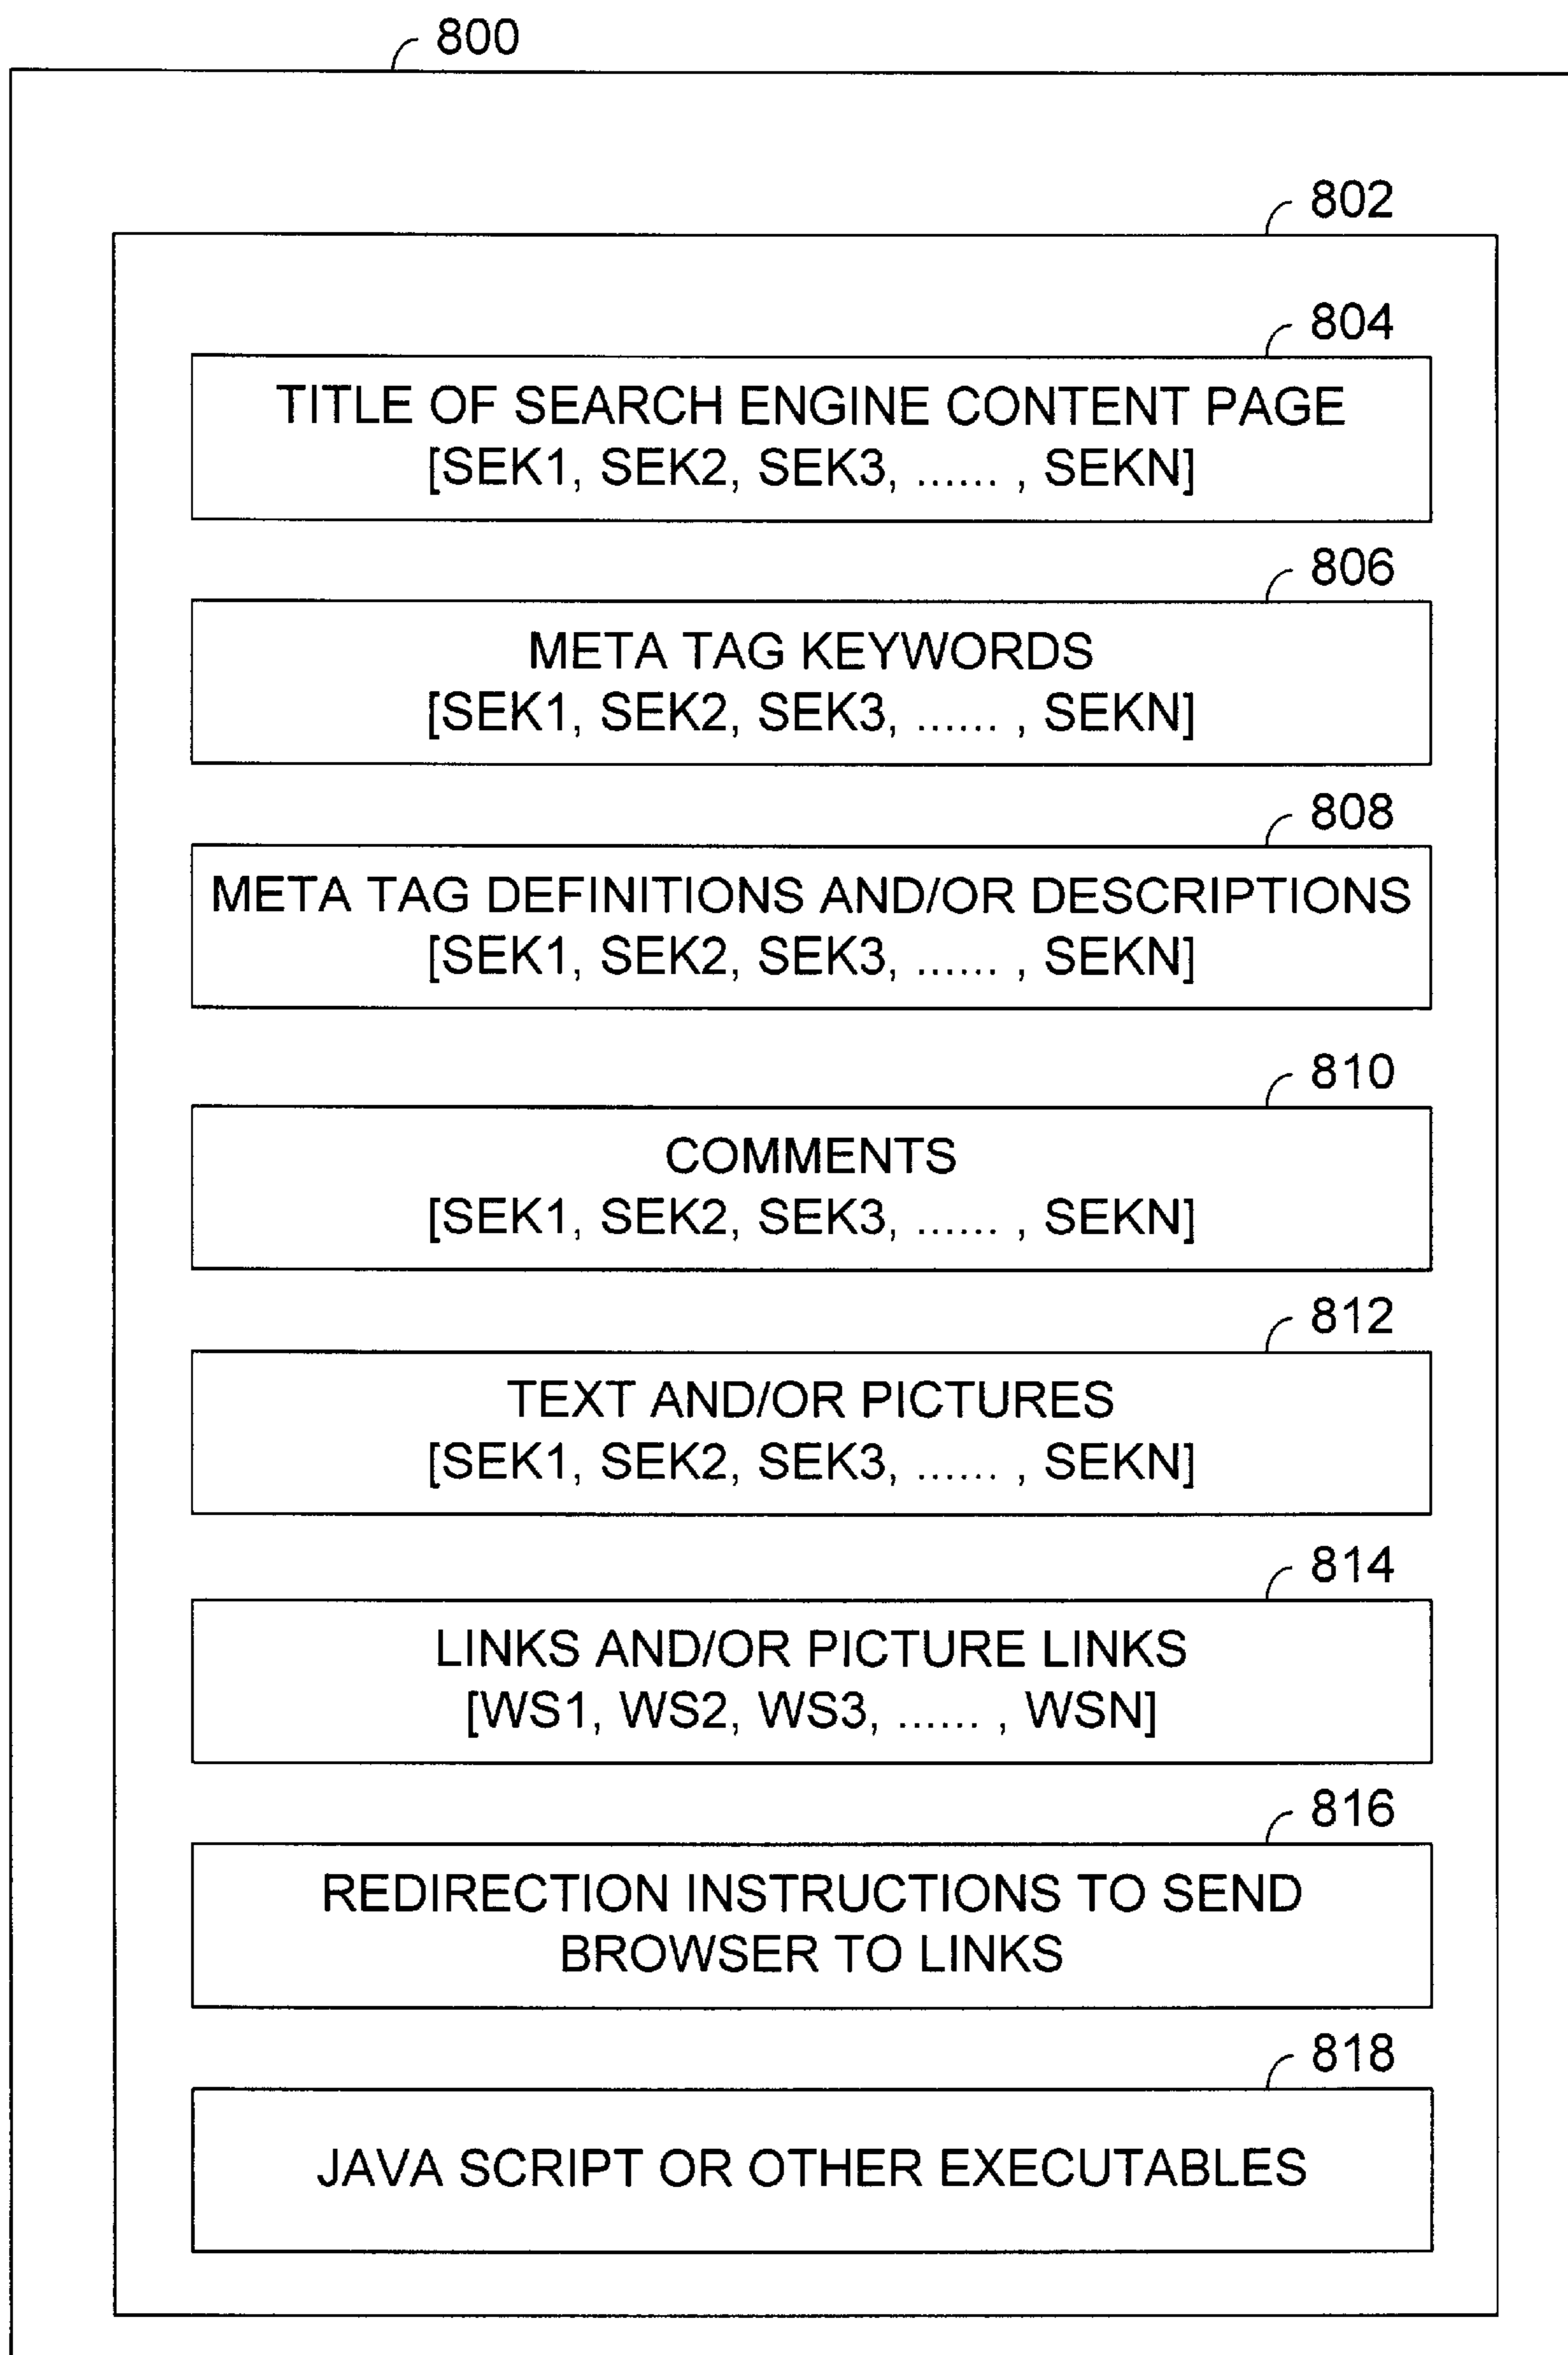 800
802
804
TITLE OF SEARCH ENGINE CONTENT PAGE
[SEK1, SEK2, SEK3, ...... , SEKN]
806
META TAG KEYWORDS
[SEK1, SEK2, SEK3, ...... , SEKN]
808
META TAG DEFINITIONS AND/OR DESCRIPTIONS
[SEK1, SEK2, SEK3, ...... , SEKN]
810
COMMENTS
[SEK1, SEK2, SEK3, ...... , SEKN]
812
TEXT AND/OR PICTURES
[SEK1, SEK2, SEK3, ...... , SEKN]
814
LINKS AND/OR PICTURE LINKS
[WS1, WS2, WS3, ...... , WSN]
816
REDIRECTION INSTRUCTIONS TO SEND
BROWSER TO LINKS
818
JAVA SCRIPT OR OTHER EXECUTABLES